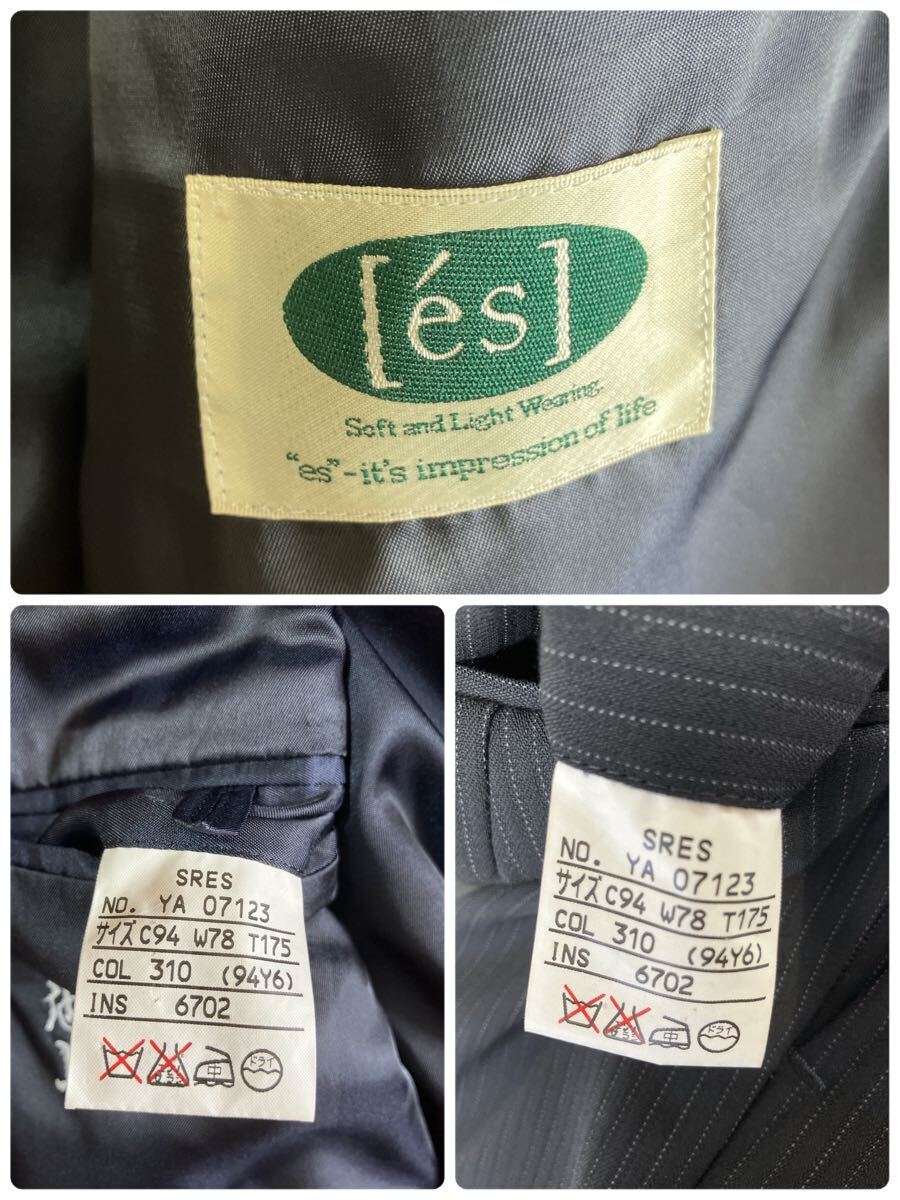 [és]
Soft and Light Wearing.
"es"-it's impression of life
SRES
NO. YA 07123
サイズ C94 W78 T175
COL 310 (94Y6)
INS 6702
中 ドライ
SRES
NO. YA 07123
サイズ C94 W78 T175
COL 310 (94Y6)
INS 6702
中 ドライ